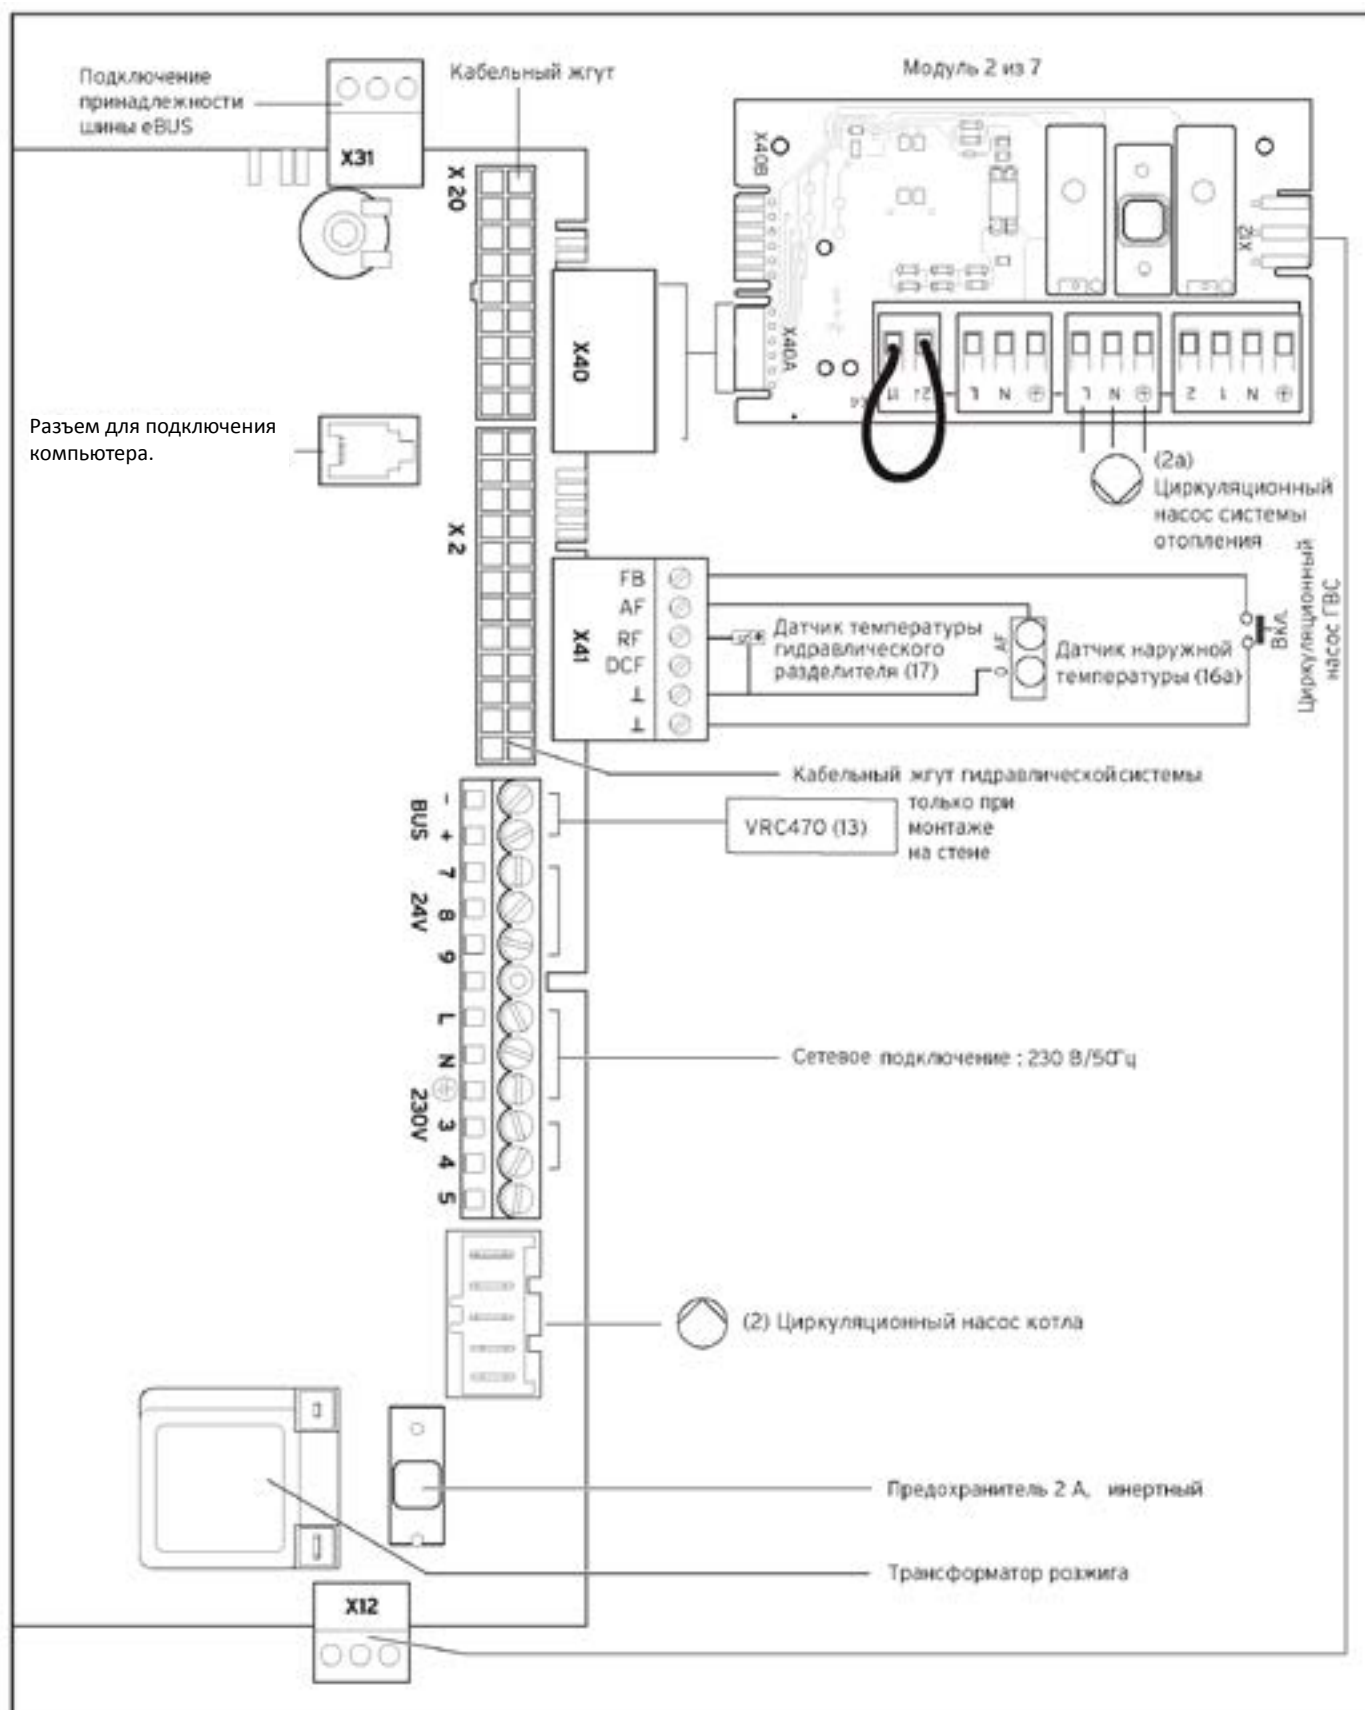 Подключение
принадлежности
шины eBUS
X31
Кабельный жгут
X 20
Модуль 2 из 7
X40B
X40A
X12
X40
L
N
L
N
2
1
N
Разъем для подключения
компьютера.
X 2
(2a)
Циркуляционный
насос системы
отопления
X41
FB
AF
RF
DCF
Датчик температуры
гидравлического
разделителя (17)
AF
O
Датчик наружной
температуры (16a)
ВКЛ.
Циркуляционный
насос ГВС
Кабельный жгут гидравлической системы
VRC470 (13)
только при
монтаже
на стене
BUS
-
+
24V
7
8
9
L
N
230V
3
4
5
Сетевое подключение : 230 В/50Гц
(2) Циркуляционный насос котла
Предохранитель 2 А, инертный
Трансформатор розжига
X12